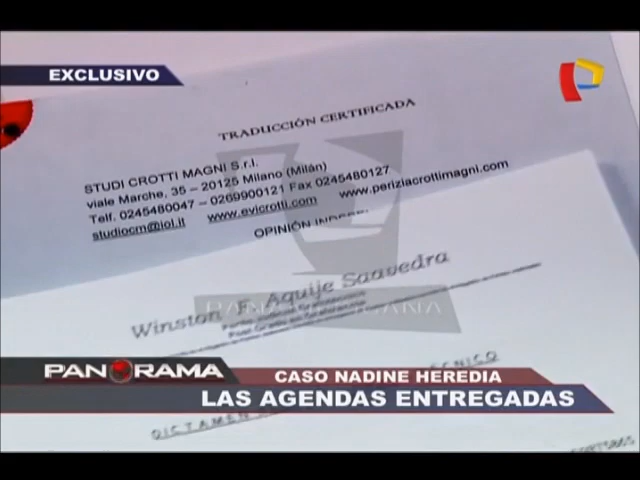 EXCLUSIVO
TRADUCCIÓN CERTIFICADA
STUDI CROTTI MAGNI S.r.l.
viale Marche, 35 – 20125 Milano (Milán)
Telf. 0245480047 – 0269900121 Fax 0245480127
studiocm@iol.it www.evicrotti.com www.periziacrottimagni.com
OPINIÓN
Winston F. Aquije Saavedra
PANORAMA
CASO NADINE HEREDIA
LAS AGENDAS ENTREGADAS